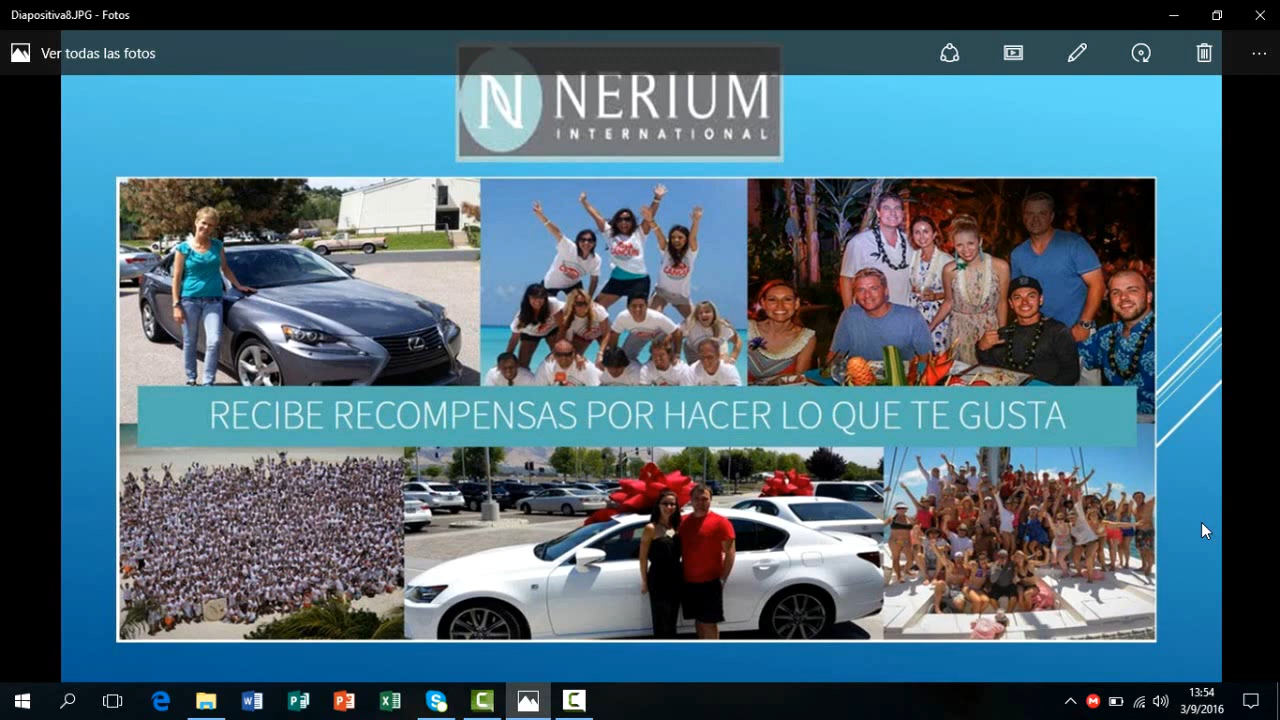 Diapositiva8.JPG - Fotos
Ver todas las fotos
N NERIUM
INTERNATIONAL
RECIBE RECOMPENSAS POR HACER LO QUE TE GUSTA
13:54
3/9/2016